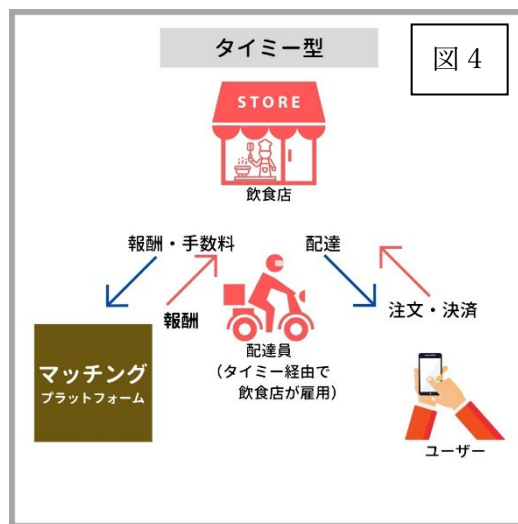 タイミー型
図4
STORE
飲食店
報酬・手数料
配達
報酬
注文・決済
マッチング
プラットフォーム
配達員
（タイミー経由で
飲食店が雇用）
ユーザー